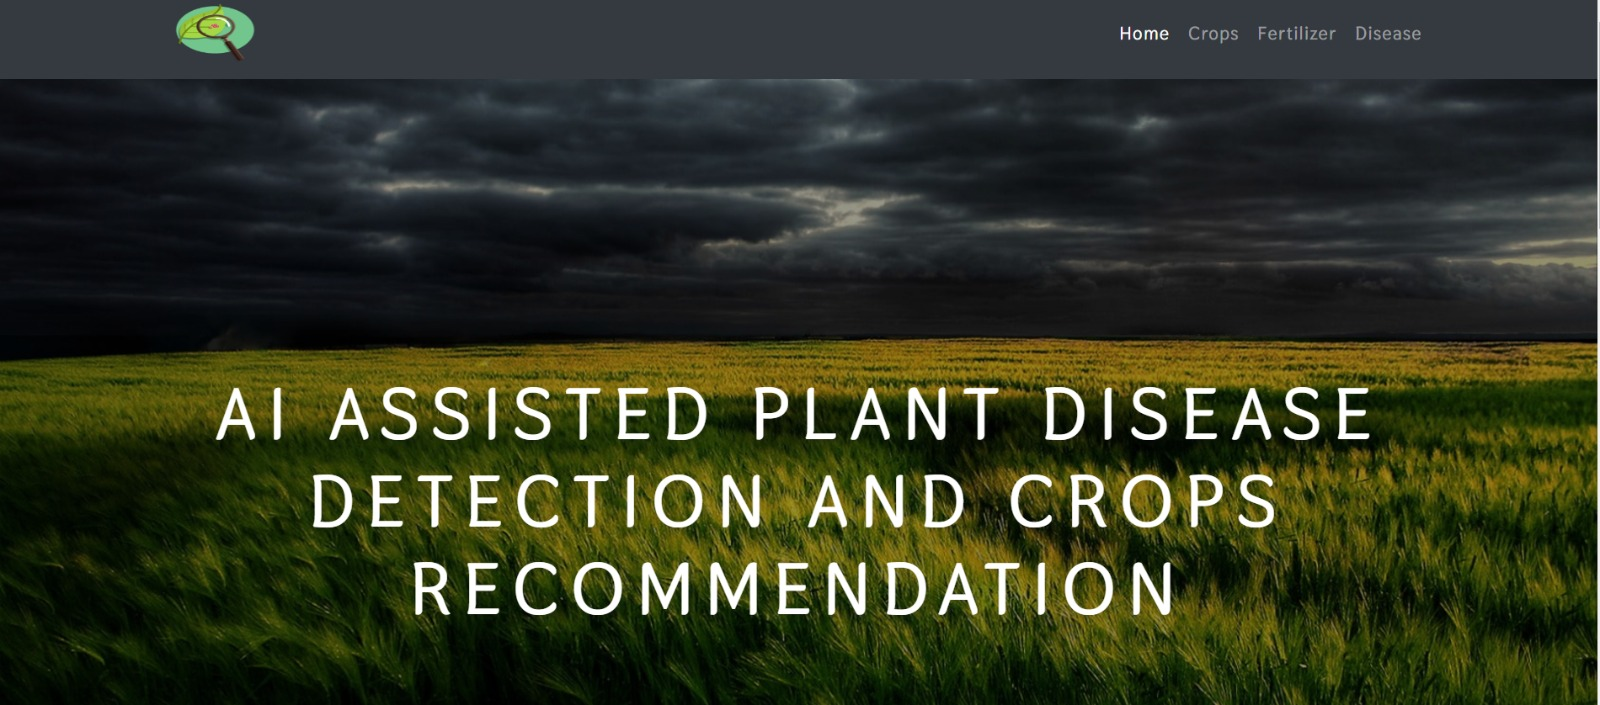 Home Crops Fertilizer Disease
AI ASSISTED PLANT DISEASE
DETECTION AND CROPS
RECOMMENDATION